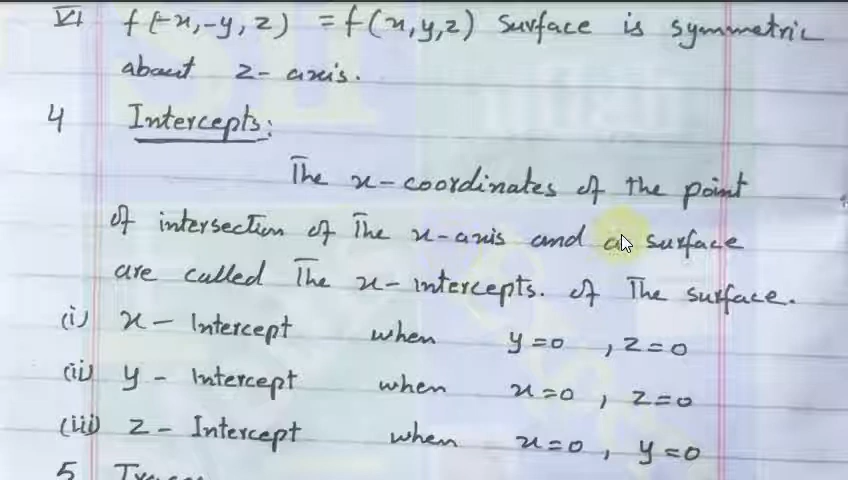 VI f(-x,-y,z) = f(x,y,z) surface is symmetric
about z-axis.
4 Intercepts:
The x-coordinates of the point
of intersection of The x-axis and a surface
are called The x-intercepts. of The surface.
(i) x - Intercept when y=0 , z=0
(ii) y - Intercept when x=0 , z=0
(iii) z - Intercept when x=0 , y=0
5